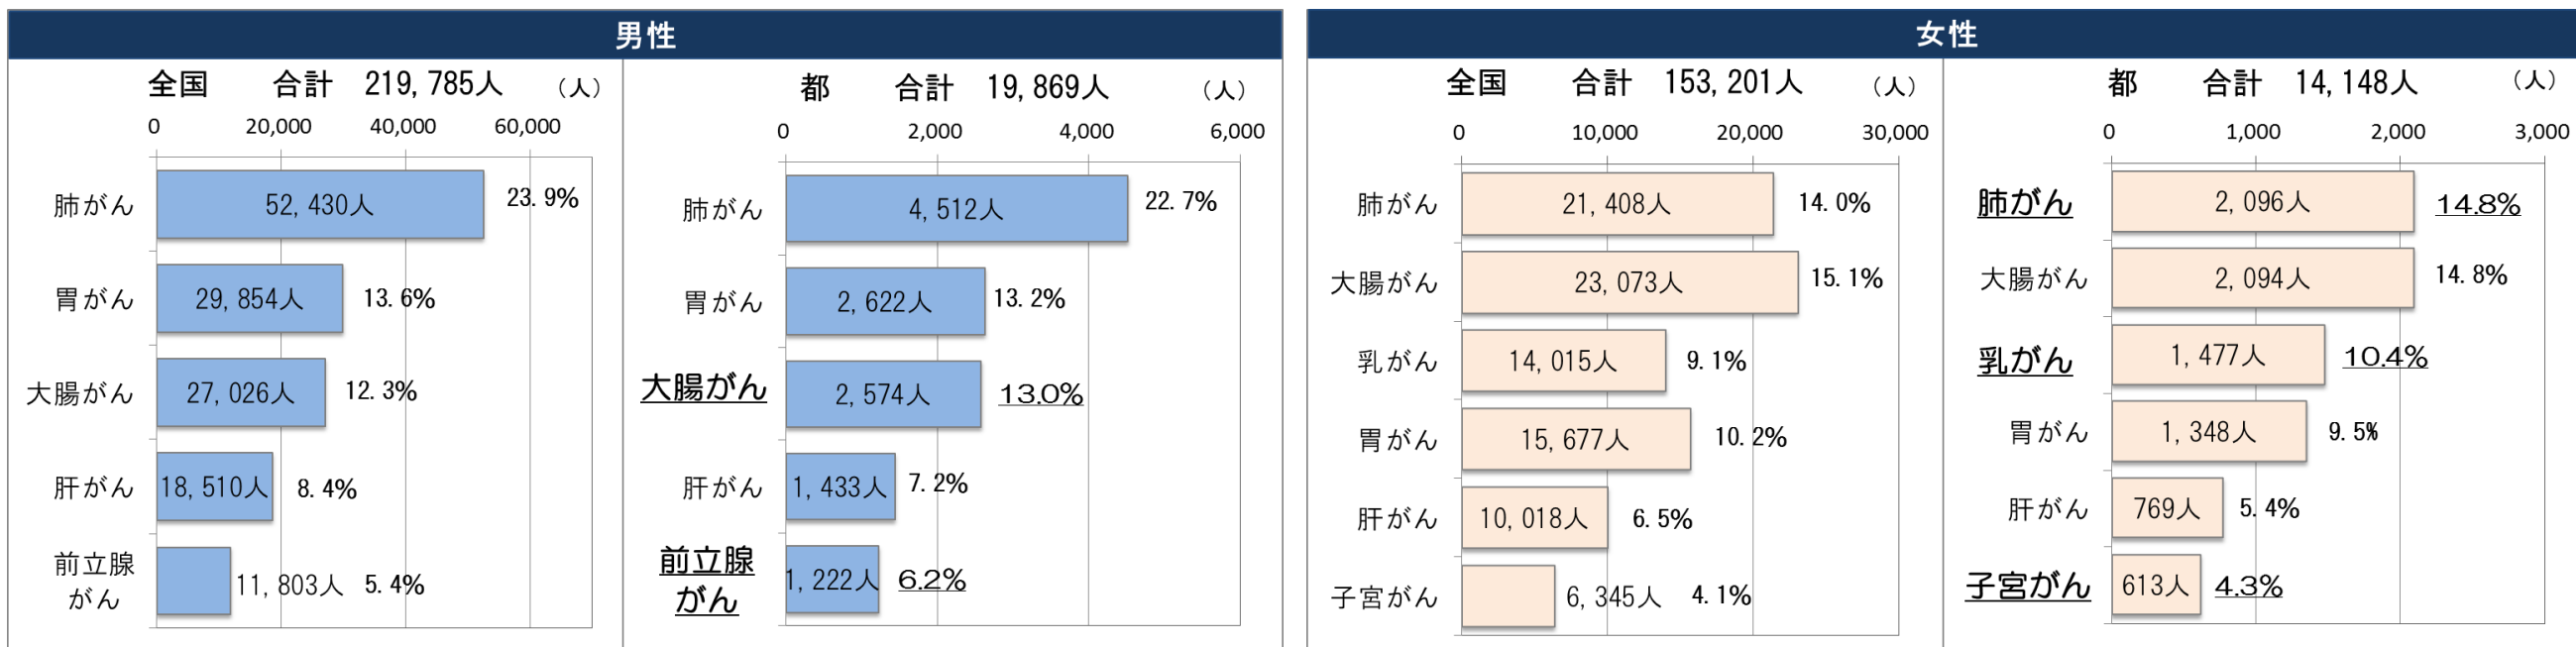 男性
全国 合計 219,785人 （人）
0 20,000 40,000 60,000
肺がん 52,430人 23.9%
胃がん 29,854人 13.6%
大腸がん 27,026人 12.3%
肝がん 18,510人 8.4%
前立腺
がん 11,803人 5.4%
都 合計 19,869人 （人）
0 2,000 4,000 6,000
肺がん 4,512人 22.7%
胃がん 2,622人 13.2%
大腸がん 2,574人 13.0%
肝がん 1,433人 7.2%
前立腺
がん 1,222人 6.2%
女性
全国 合計 153,201人 （人）
0 10,000 20,000 30,000
肺がん 21,408人 14.0%
大腸がん 23,073人 15.1%
乳がん 14,015人 9.1%
胃がん 15,677人 10.2%
肝がん 10,018人 6.5%
子宮がん 6,345人 4.1%
都 合計 14,148人 （人）
0 1,000 2,000 3,000
肺がん 2,096人 14.8%
大腸がん 2,094人 14.8%
乳がん 1,477人 10.4%
胃がん 1,348人 9.5%
肝がん 769人 5.4%
子宮がん 613人 4.3%